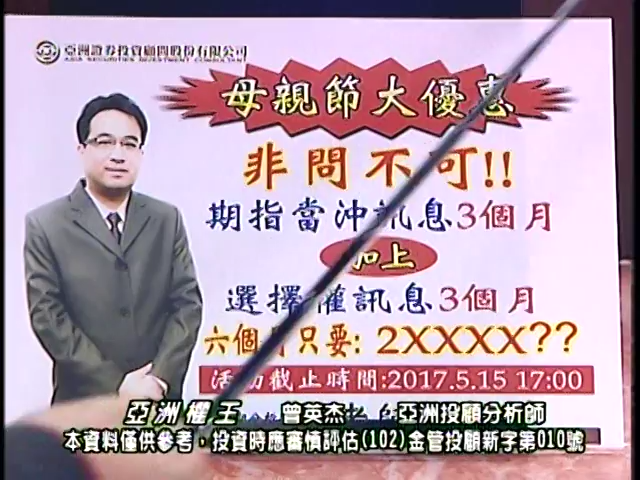 亞洲證券投資顧問股份有限公司
ASIA SECURITIES INVESTMENT CONSULTANT
母親節大優惠
非問不可!!
期指當沖訊息3個月
加上
選擇權訊息3個月
六個月只要: 2XXXX??
活動截止時間:2017.5.15 17:00
亞洲權王 曾英杰 亞洲投顧分析師
本資料僅供參考，投資時應審慎評估(102)金管投顧新字第010號